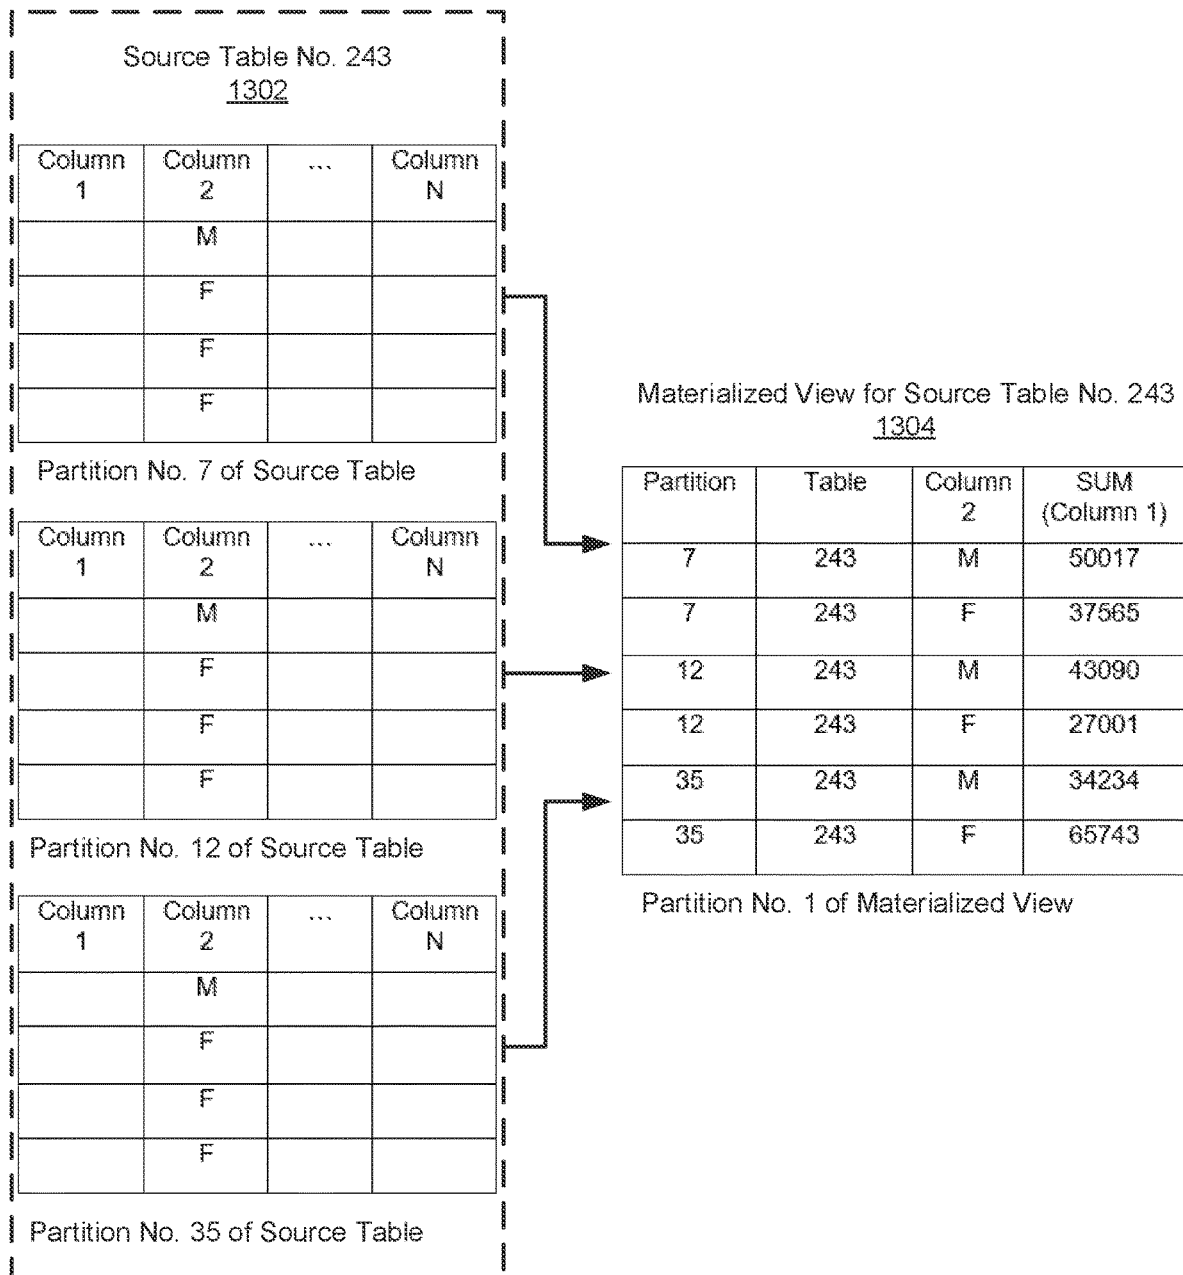 Source Table No. 243
1302
Column 1 Column 2 ... Column N
M
F
F
F
Partition No. 7 of Source Table
Column 1 Column 2 ... Column N
M
F
F
F
Partition No. 12 of Source Table
Column 1 Column 2 ... Column N
M
F
F
F
Partition No. 35 of Source Table
Materialized View for Source Table No. 243
1304
Partition Table Column 2 SUM (Column 1)
7 243 M 50017
7 243 F 37565
12 243 M 43090
12 243 F 27001
35 243 M 34234
35 243 F 65743
Partition No. 1 of Materialized View